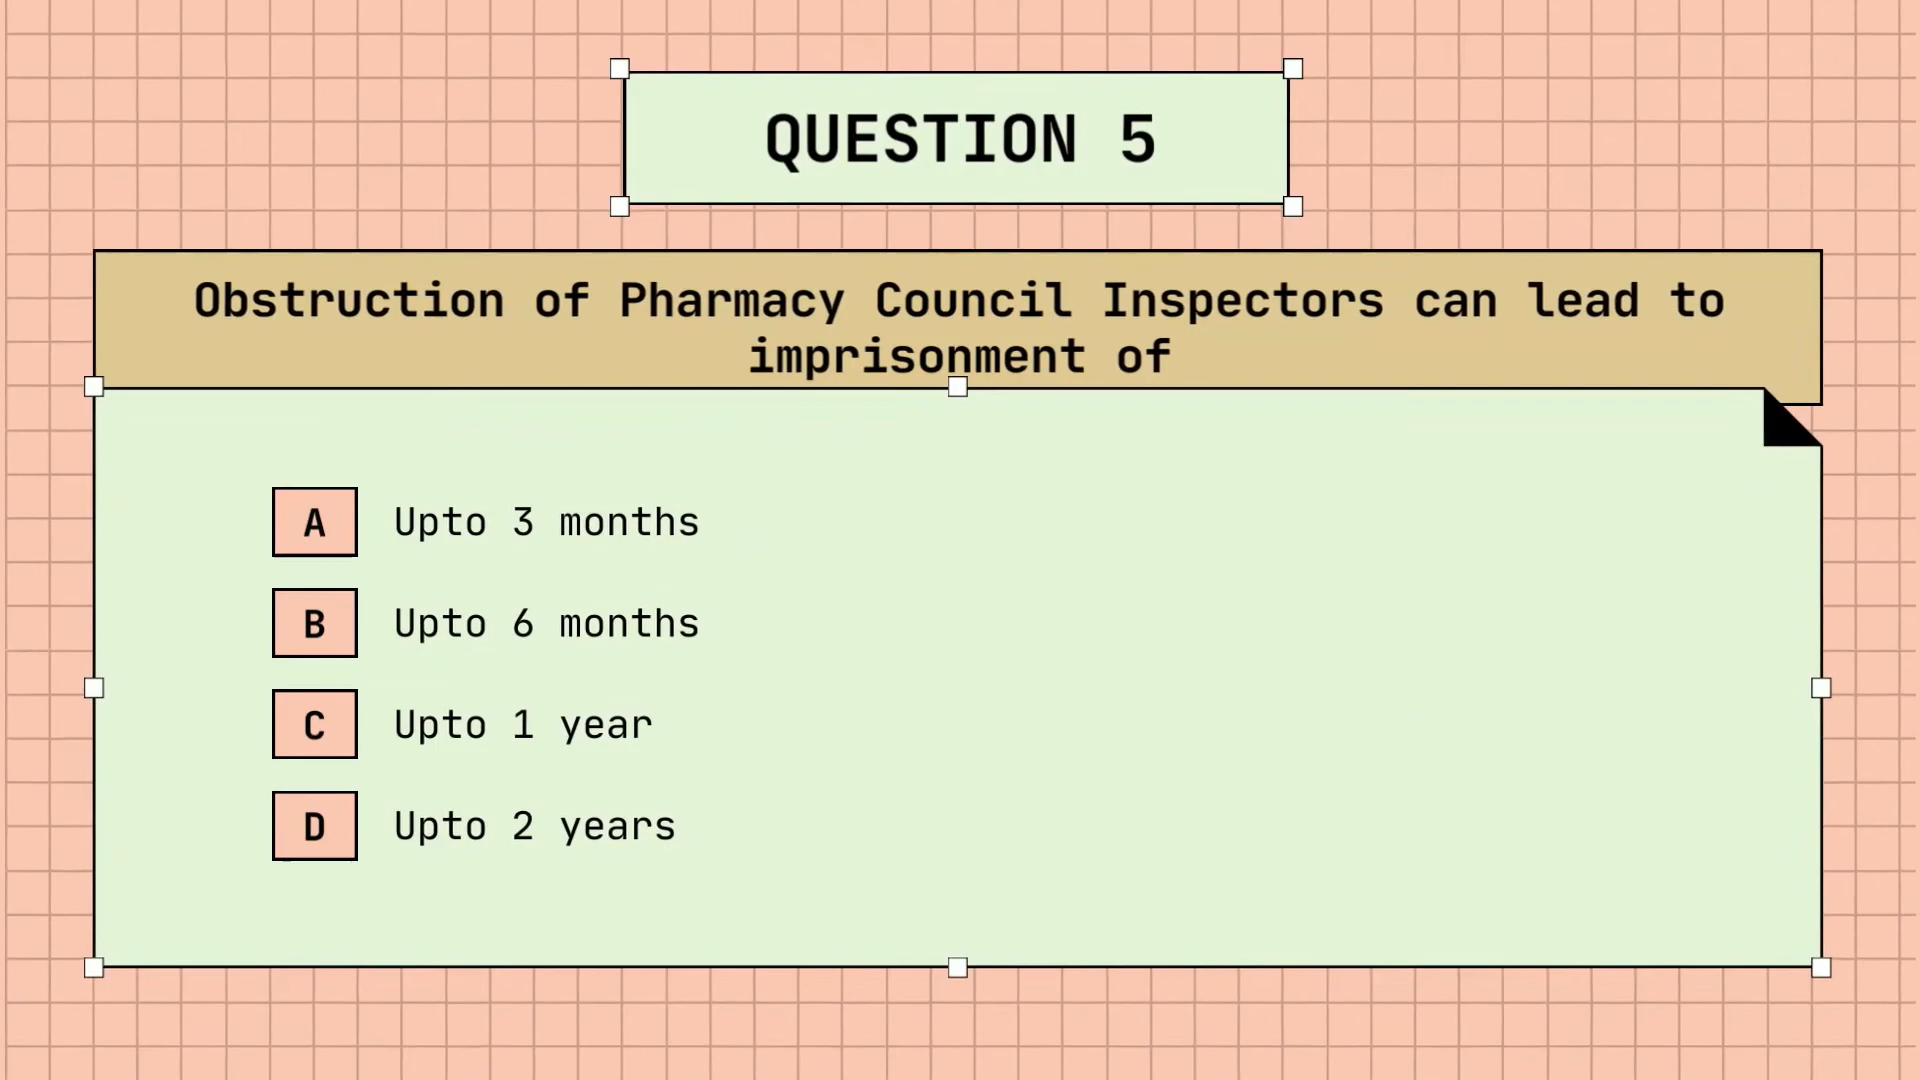 QUESTION 5
Obstruction of Pharmacy Council Inspectors can lead to
imprisonment of
A Upto 3 months
B Upto 6 months
C Upto 1 year
D Upto 2 years